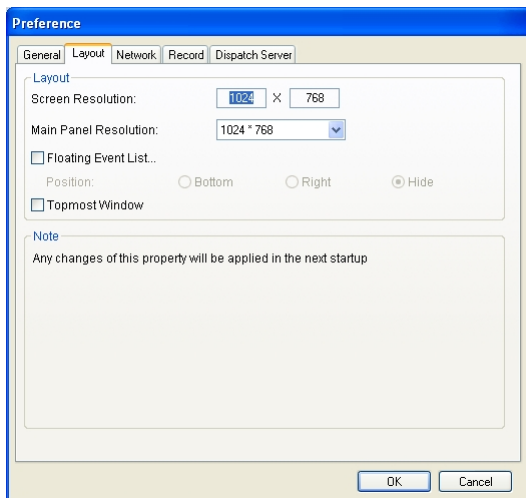 Preference
General Layout Network Record Dispatch Server
Layout
Screen Resolution: 1024 X 768
Main Panel Resolution: 1024 * 768
Floating Event List...
Position: Bottom Right Hide
Topmost Window
Note
Any changes of this property will be applied in the next startup
OK Cancel